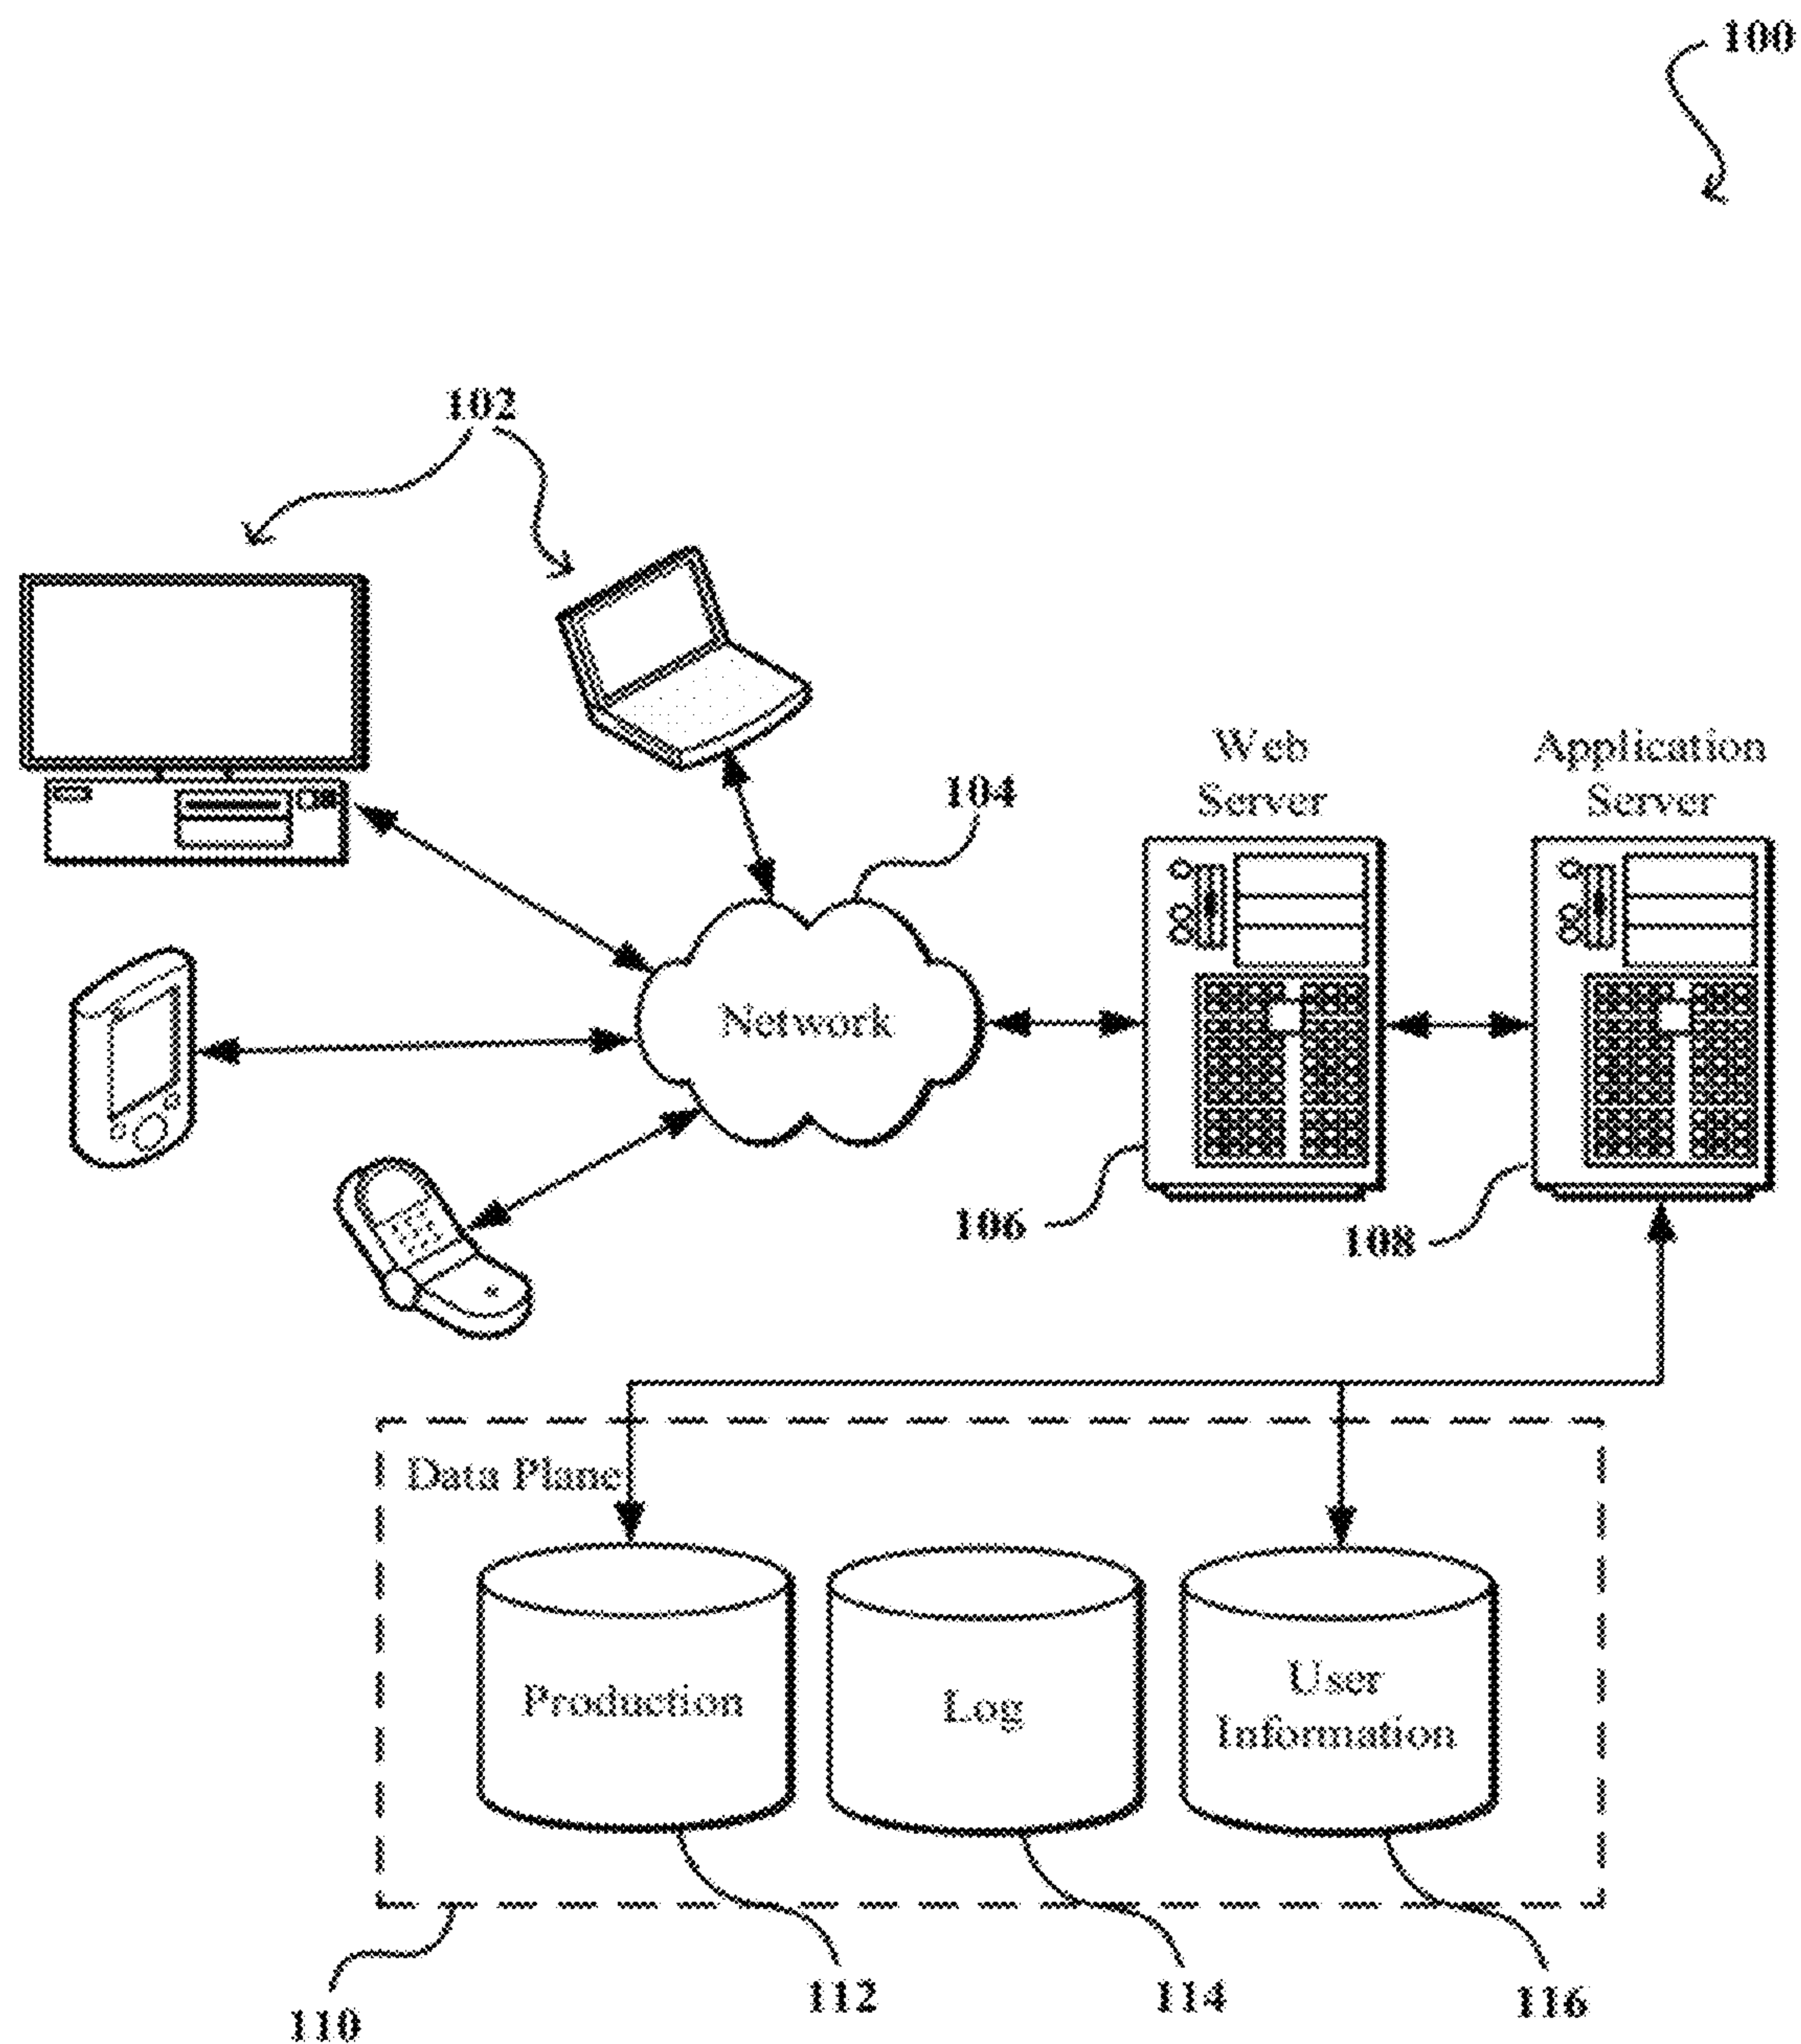 100
102
Web
Server
Application
Server
104
Network
106
108
Data Plane
Production
Log
User
Information
110
112
114
116